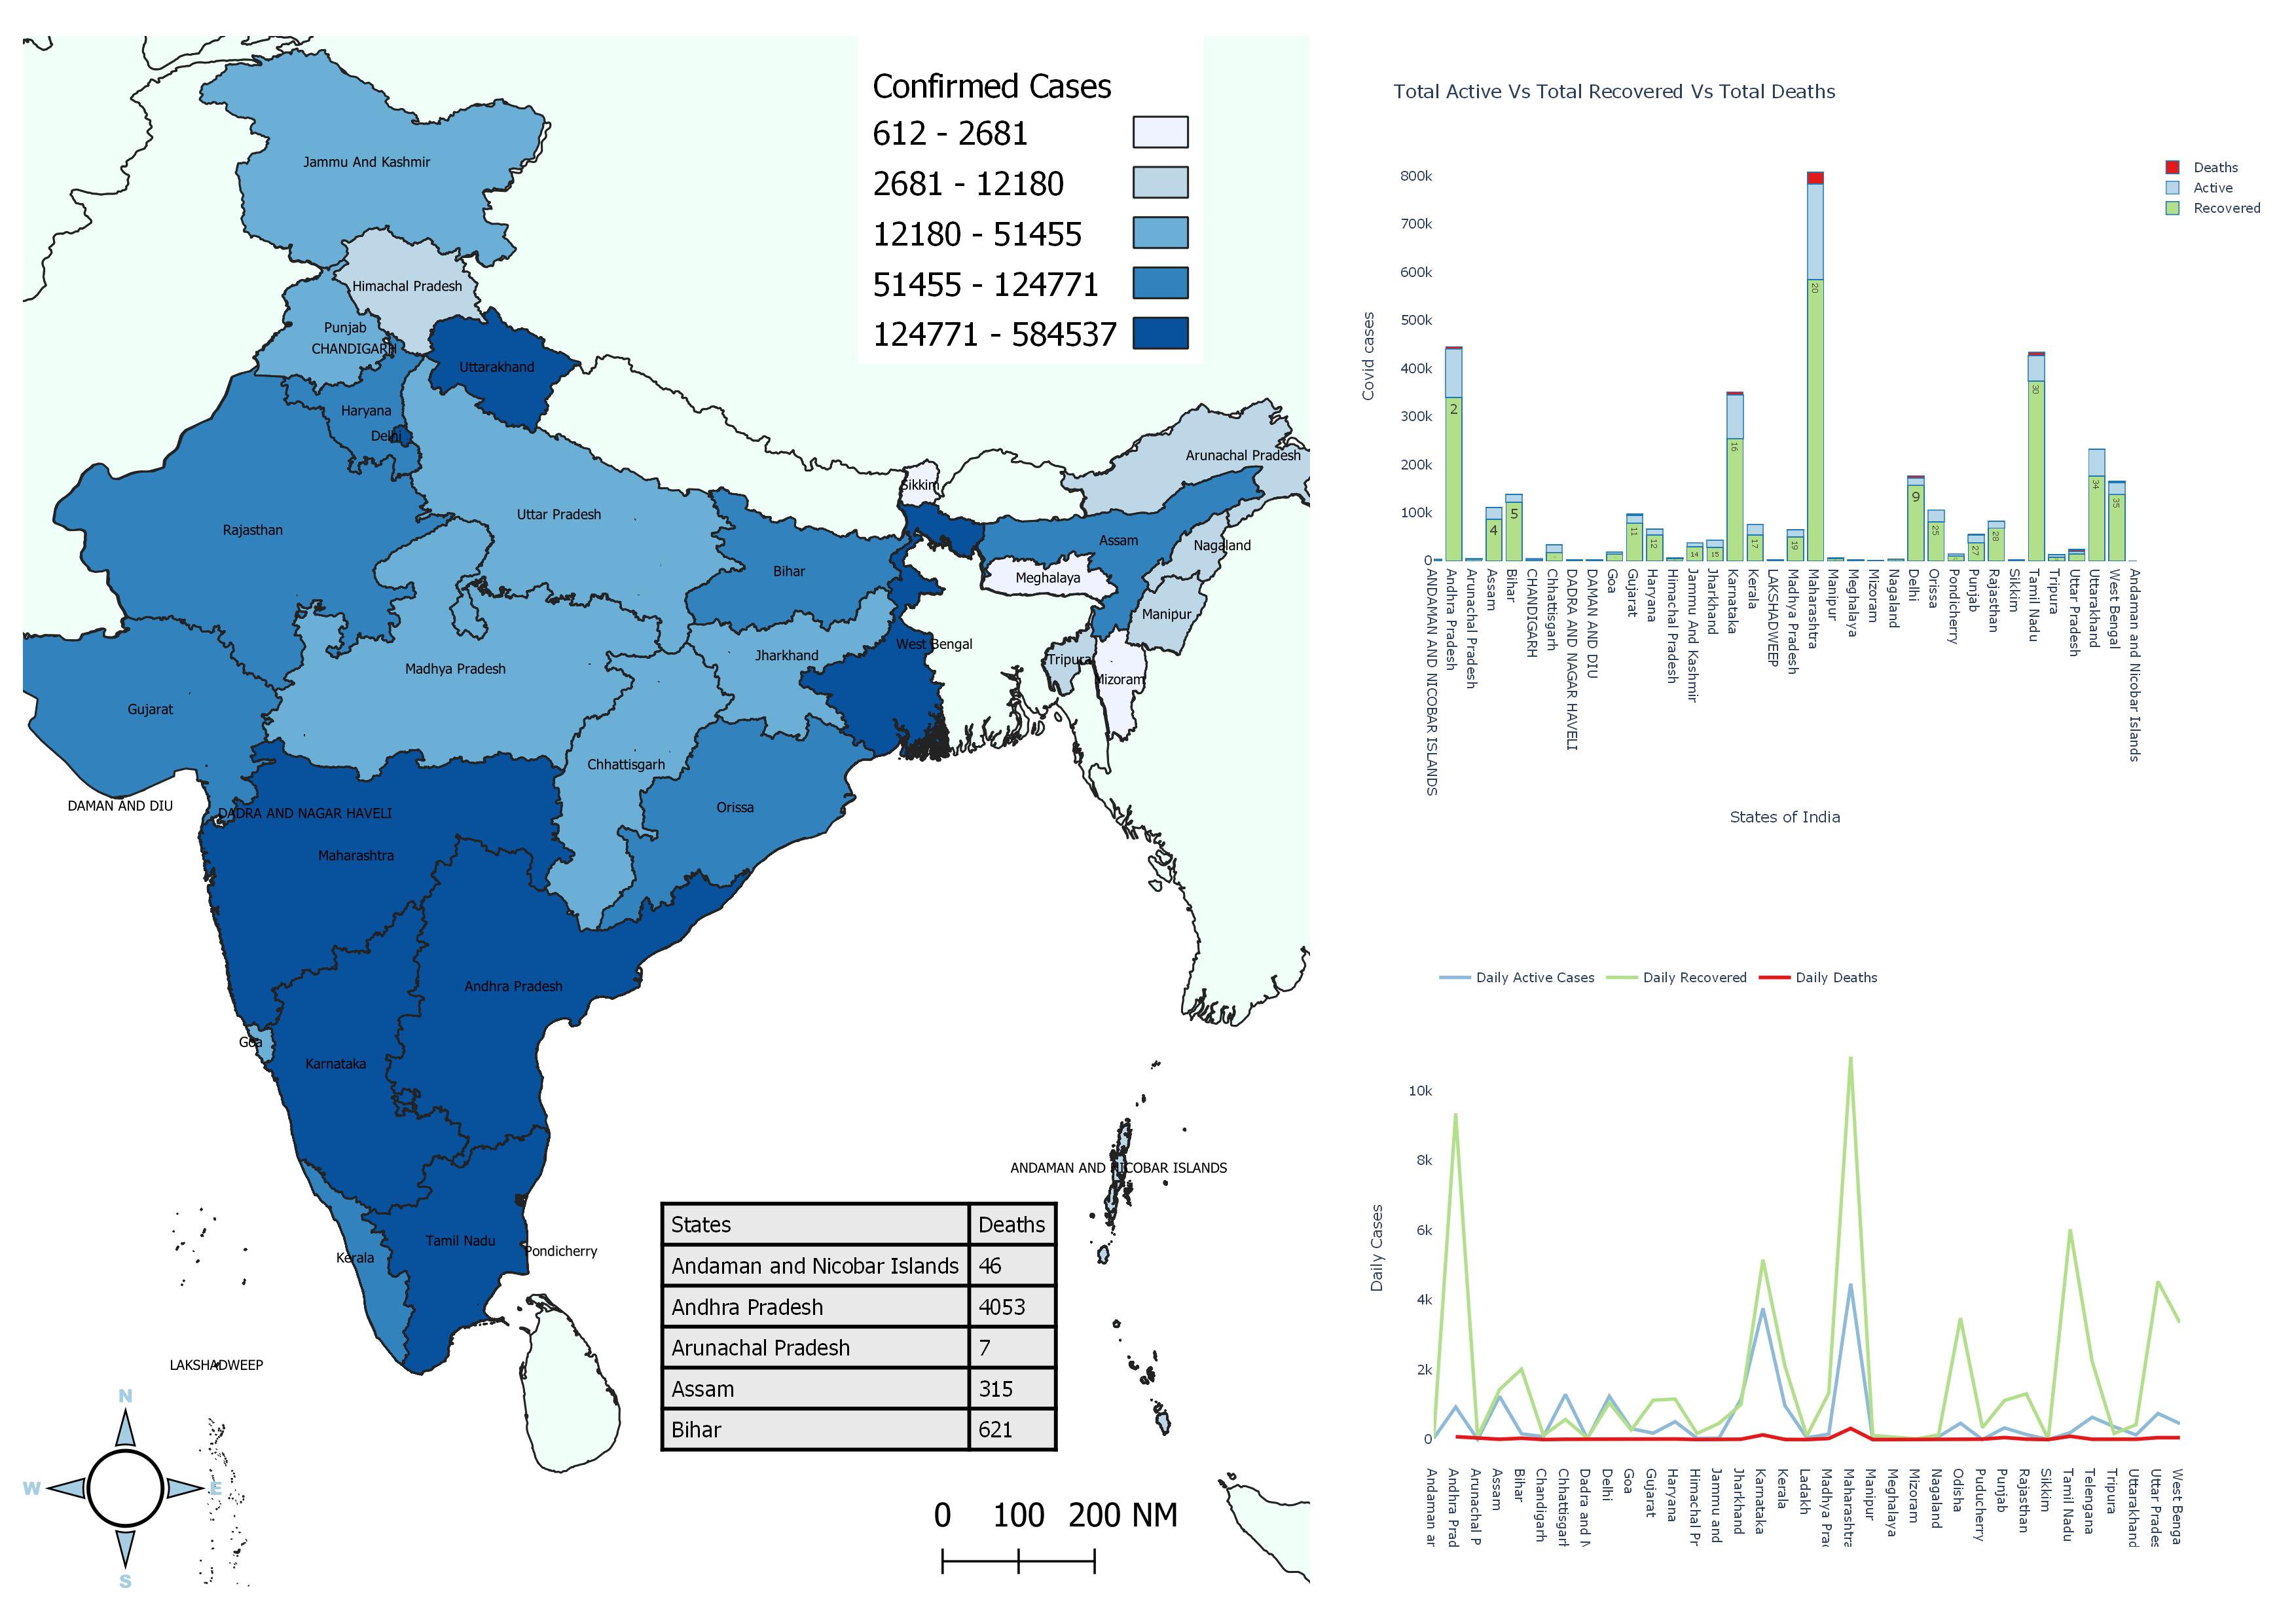 Confirmed Cases
612 - 2681
2681 - 12180
12180 - 51455
51455 - 124771
124771 - 584537
Jammu And Kashmir
Himachal Pradesh
Punjab
CHANDIGARH
Uttarakhand
Haryana
Delhi
Arunachal Pradesh
Sikkim
Uttar Pradesh
Rajasthan
Assam
Nagaland
Bihar
Meghalaya
Manipur
West Bengal
Jharkhand
Tripura
Madhya Pradesh
Mizoram
Gujarat
Chhattisgarh
DAMAN AND DIU
DADRA AND NAGAR HAVELI
Orissa
Maharashtra
Andhra Pradesh
Goa
Karnataka
ANDAMAN AND NICOBAR ISLANDS
Tamil Nadu
Pondicherry
Kerala
LAKSHADWEEP
States Deaths
Andaman and Nicobar Islands 46
Andhra Pradesh 4053
Arunachal Pradesh 7
Assam 315
Bihar 621
N
W E
S
0 100 200 NM
Total Active Vs Total Recovered Vs Total Deaths
Deaths
Active
Recovered
Covid cases
800k
700k
600k
500k
400k
300k
200k
100k
0
2
4
5
11
12
14
15
16
17
19
20
9
25
27
28
30
34
35
ANDAMAN AND NICOBAR ISLANDS
Andhra Pradesh
Arunachal Pradesh
Assam
Bihar
CHANDIGARH
Chhattisgarh
DADRA AND NAGAR HAVELI
DAMAN AND DIU
Goa
Gujarat
Haryana
Himachal Pradesh
Jammu And Kashmir
Jharkhand
Karnataka
Kerala
LAKSHADWEEP
Madhya Pradesh
Maharashtra
Manipur
Meghalaya
Mizoram
Nagaland
Delhi
Orissa
Pondicherry
Punjab
Rajasthan
Sikkim
Tamil Nadu
Tripura
Uttar Pradesh
Uttarakhand
West Bengal
Andaman and Nicobar Islands
States of India
Daily Active Cases Daily Recovered Daily Deaths
Daily Cases
10k
8k
6k
4k
2k
0
Andaman an
Andhra Prad
Arunachal P
Assam
Bihar
Chandigarh
Chhattisgarh
Dadra and N
Delhi
Goa
Gujarat
Haryana
Himachal Pr
Jammu and
Jharkhand
Karnataka
Kerala
Ladakh
Madhya Prad
Maharashtra
Manipur
Meghalaya
Mizoram
Nagaland
Odisha
Puducherry
Punjab
Rajasthan
Sikkim
Tamil Nadu
Telengana
Tripura
Uttarakhand
Uttar Prades
West Benga